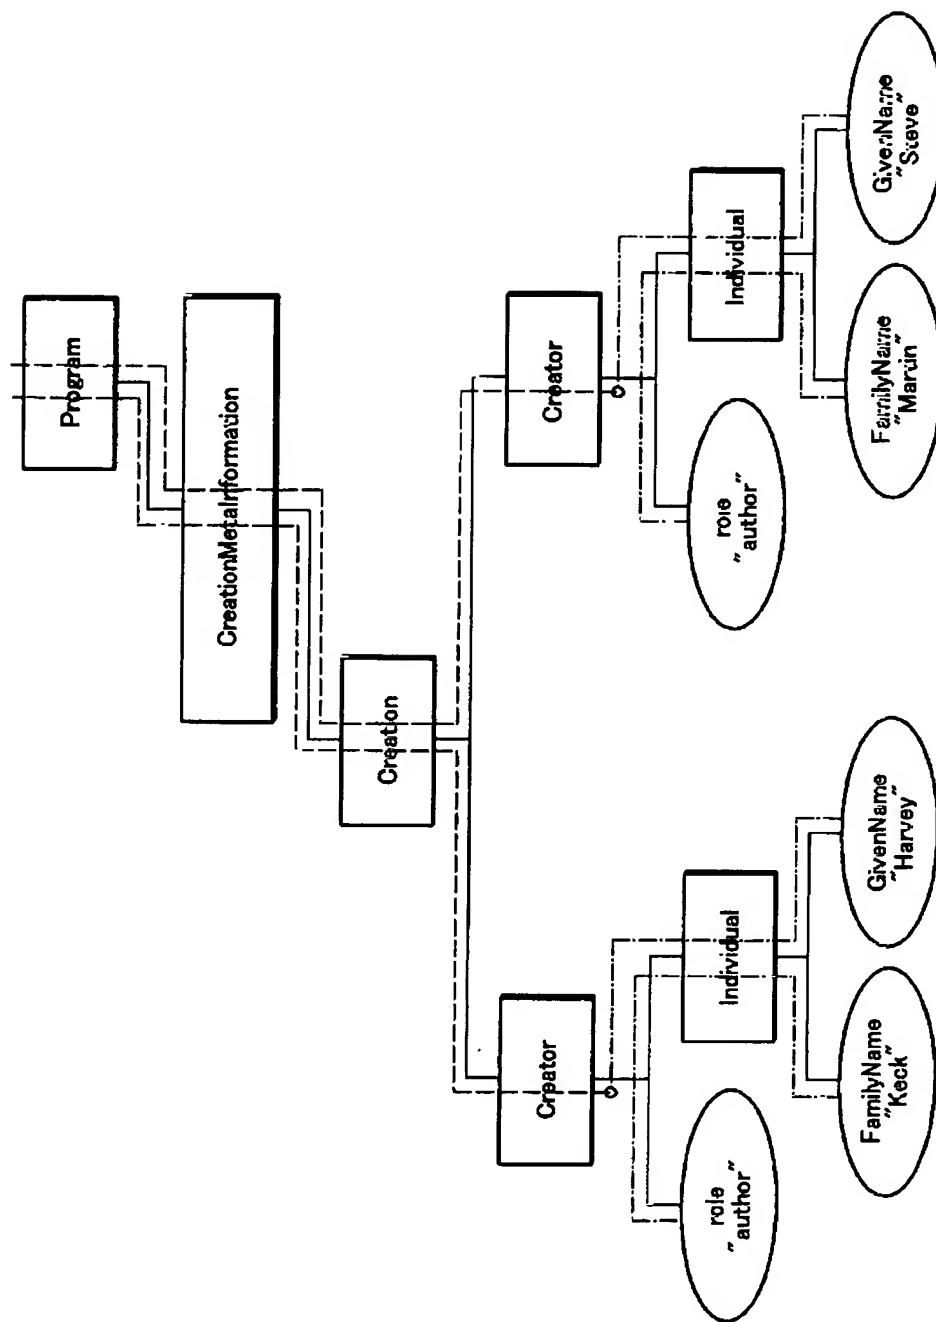 Program
CreationMetaInformation
Creation
Creator
role
"author"
Individual
FamilyName
"Keck"
GivenName
"Harvey"
Creator
role
"author"
Individual
FamilyName
"Martin"
GivenName
"Steve"